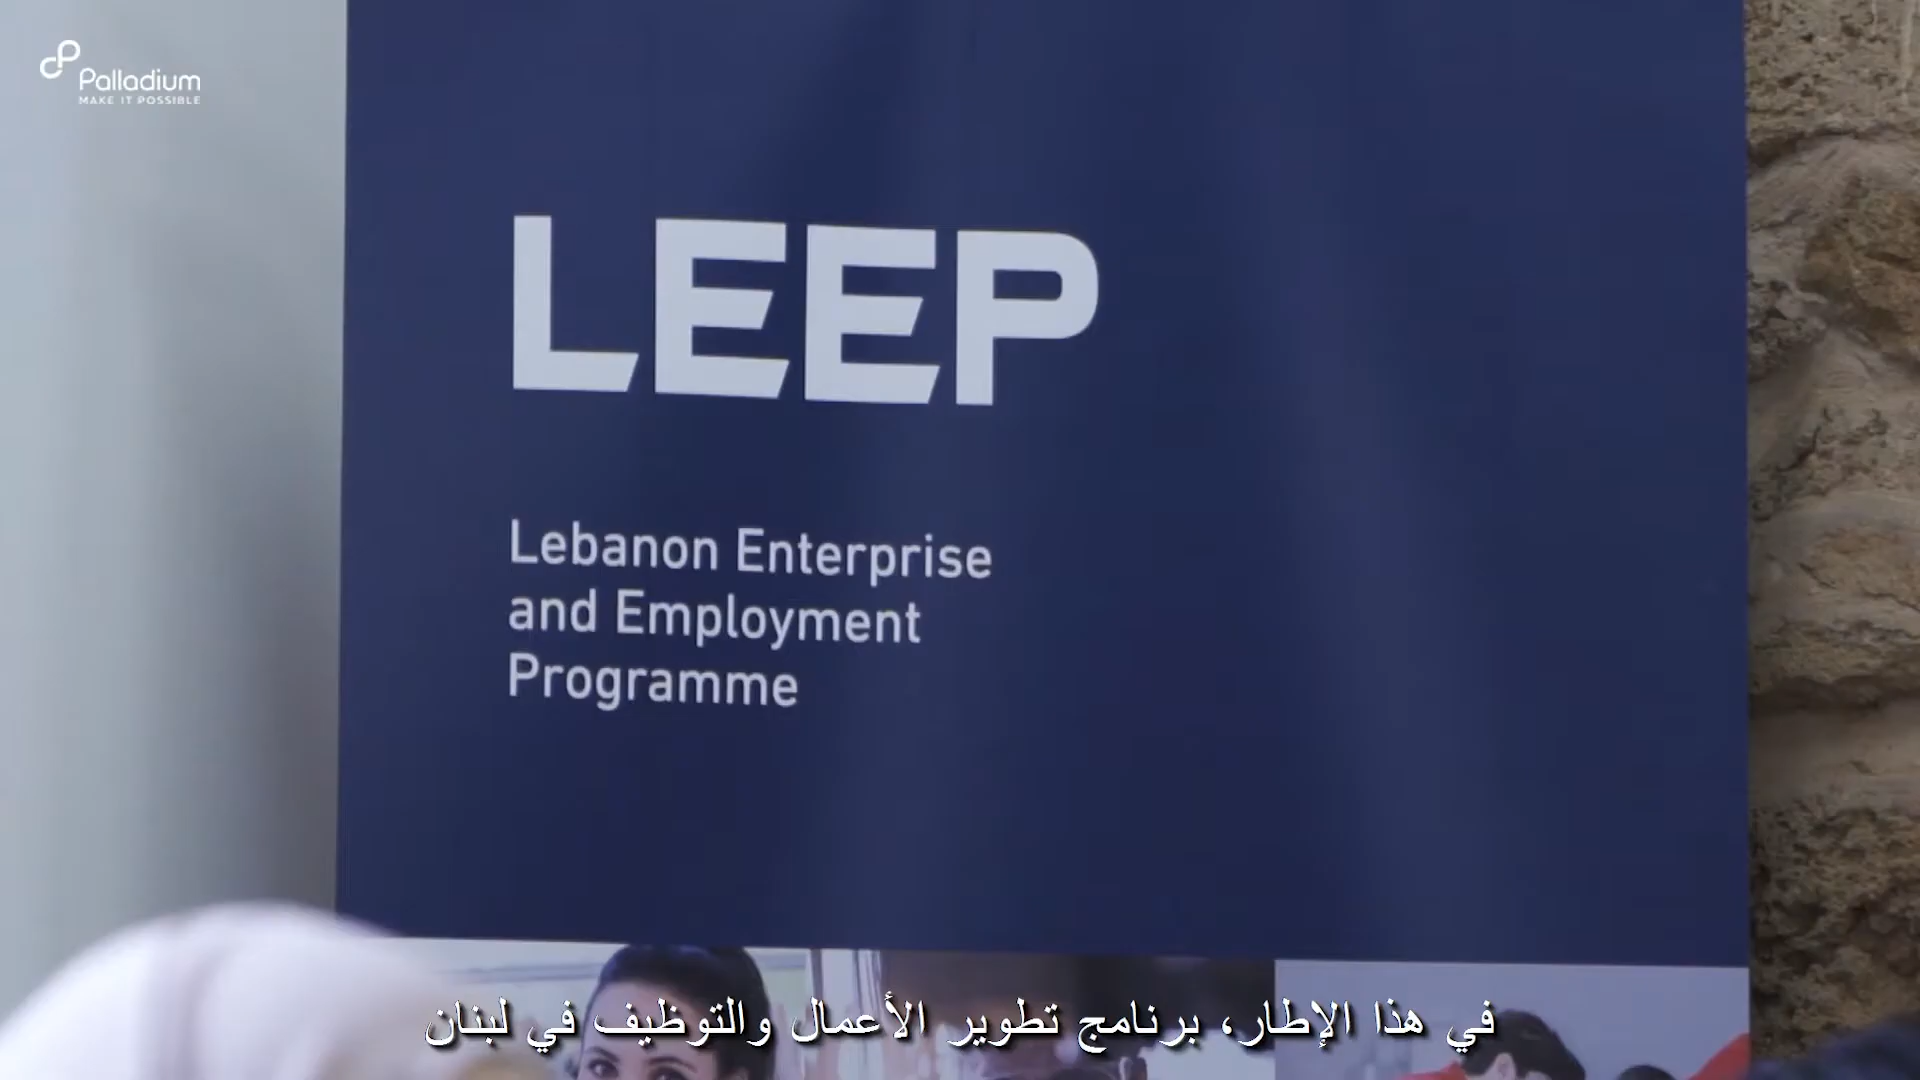 Palladium
MAKE IT POSSIBLE
LEEP
Lebanon Enterprise
and Employment
Programme
في هذا الإطار، برنامج تطوير الأعمال والتوظيف في لبنان